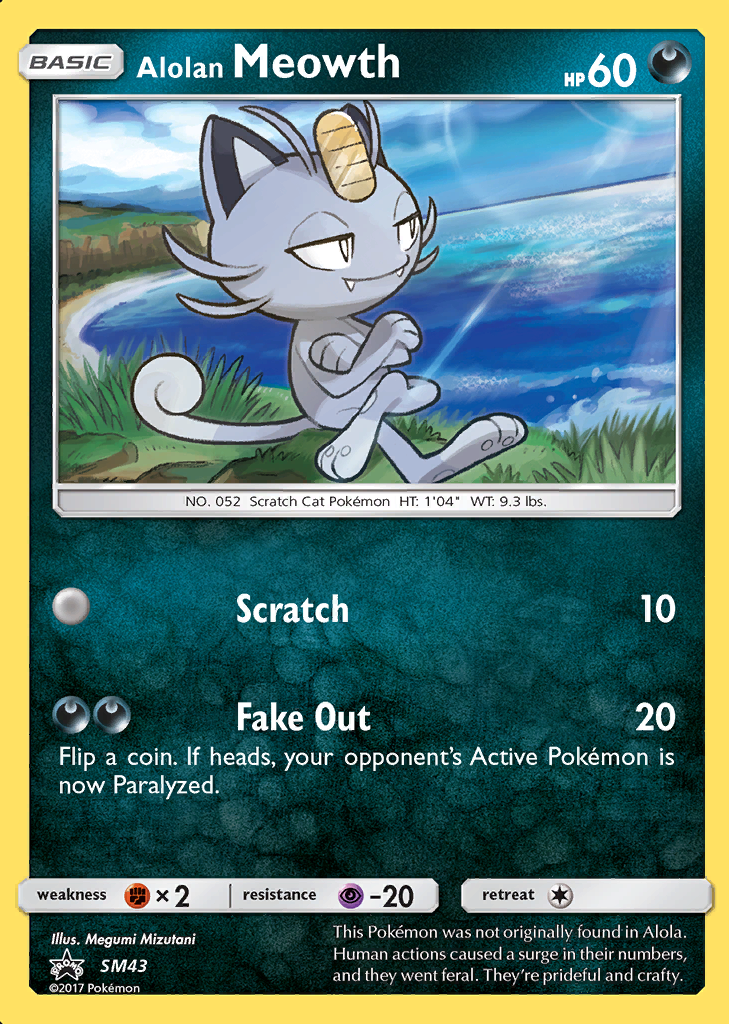 BASIC Alolan Meowth HP 60
NO. 052 Scratch Cat Pokémon HT: 1'04" WT: 9.3 lbs.
Scratch 10
Fake Out 20
Flip a coin. If heads, your opponent's Active Pokémon is
now Paralyzed.
weakness × 2 resistance -20 retreat
Illus. Megumi Mizutani
PROMO SM43
©2017 Pokémon
This Pokémon was not originally found in Alola.
Human actions caused a surge in their numbers,
and they went feral. They're prideful and crafty.